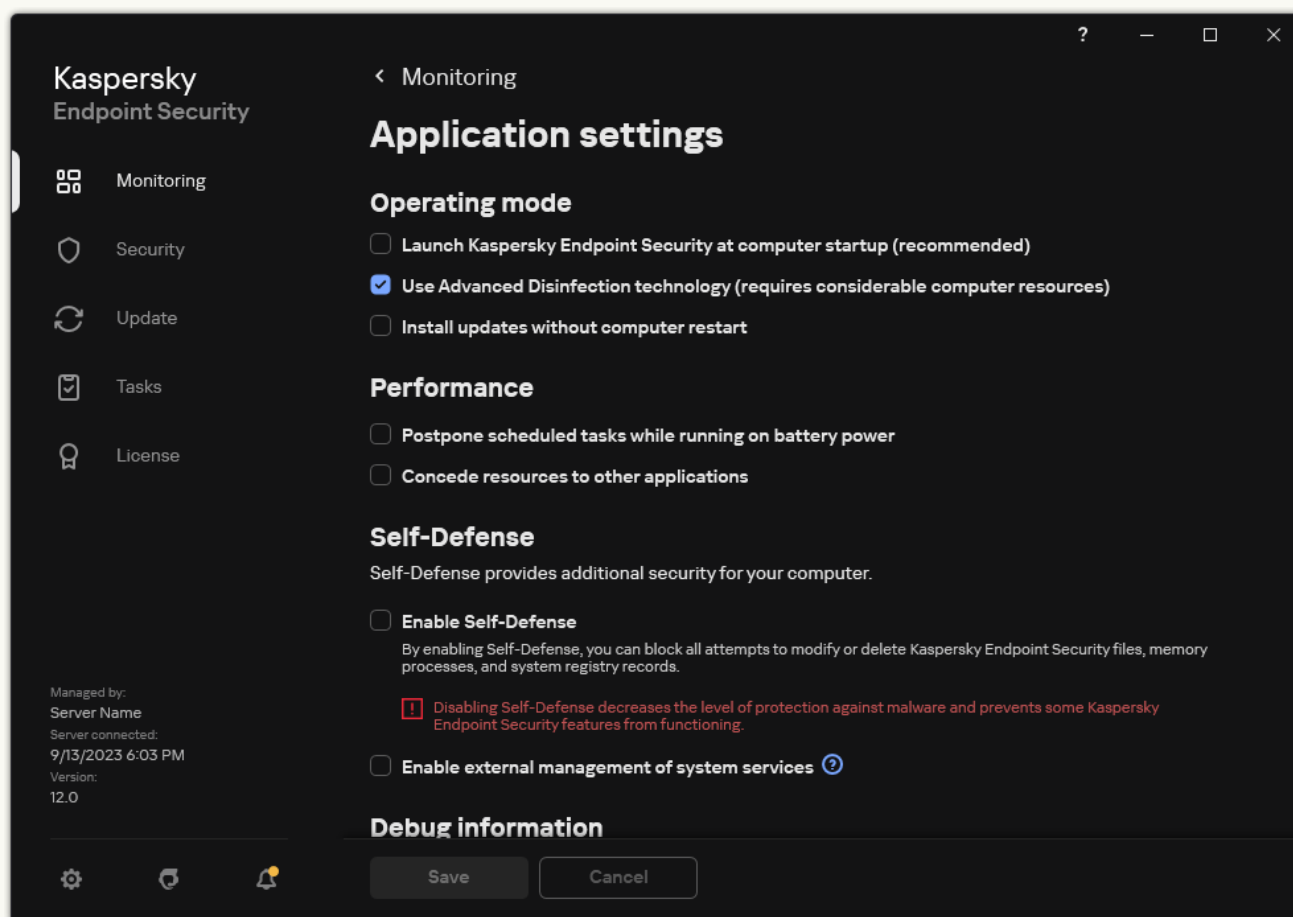 ?
Kaspersky
Endpoint Security
Monitoring
Security
Update
Tasks
License
Managed by:
Server Name
Server connected:
9/13/2023 6:03 PM
Version:
12.0
Monitoring
Application settings
Operating mode
Launch Kaspersky Endpoint Security at computer startup (recommended)
Use Advanced Disinfection technology (requires considerable computer resources)
Install updates without computer restart
Performance
Postpone scheduled tasks while running on battery power
Concede resources to other applications
Self-Defense
Self-Defense provides additional security for your computer.
Enable Self-Defense
By enabling Self-Defense, you can block all attempts to modify or delete Kaspersky Endpoint Security files, memory
processes, and system registry records.
Disabling Self-Defense decreases the level of protection against malware and prevents some Kaspersky
Endpoint Security features from functioning.
Enable external management of system services
Debug information
Save
Cancel